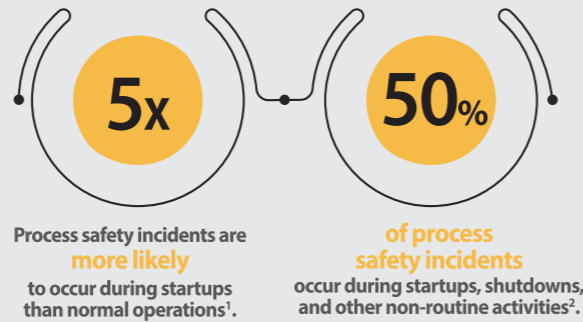 5x
Process safety incidents are
more likely
to occur during startups
than normal operations¹.
50%
of process
safety incidents
occur during startups, shutdowns,
and other non-routine activities².